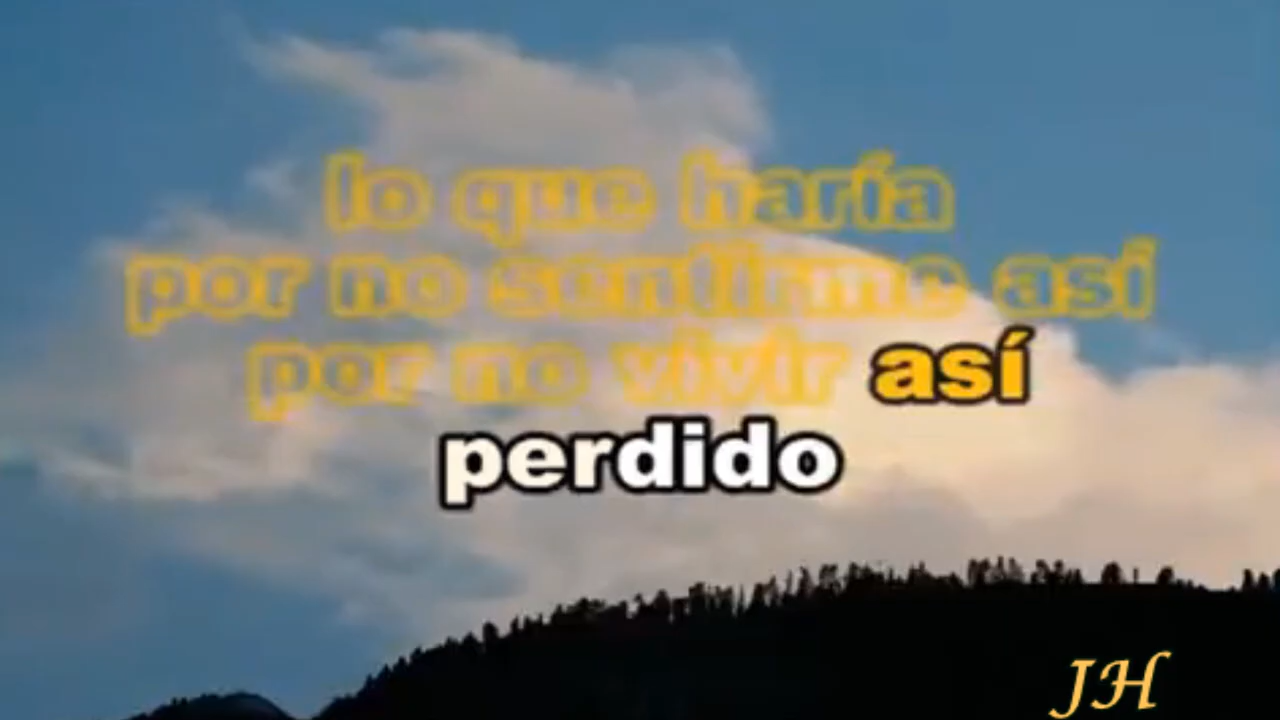 lo que haría
por no sentirme así
por no vivir así
perdido
JH